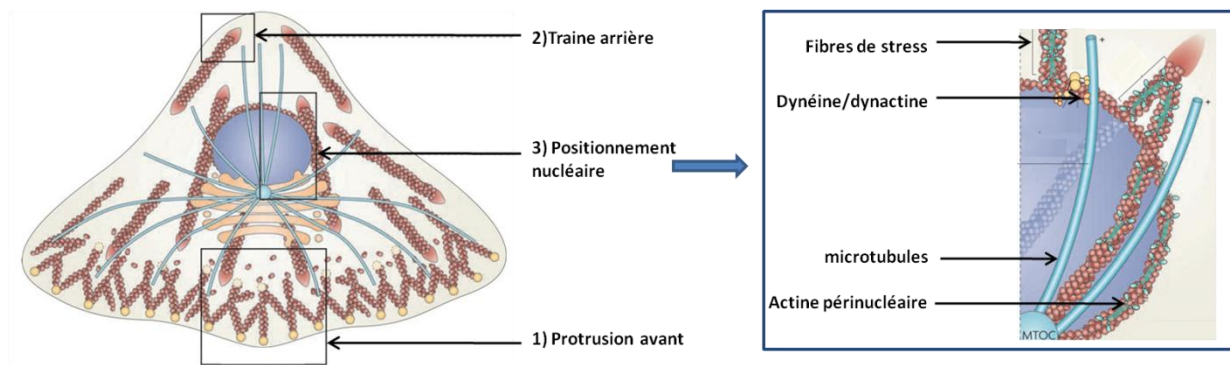 2)Traine arrière
3) Positionnement
nucléaire
1) Protrusion avant
Fibres de stress
+
Dynéine/dynactine
+
microtubules
Actine périnucléaire
MTOC